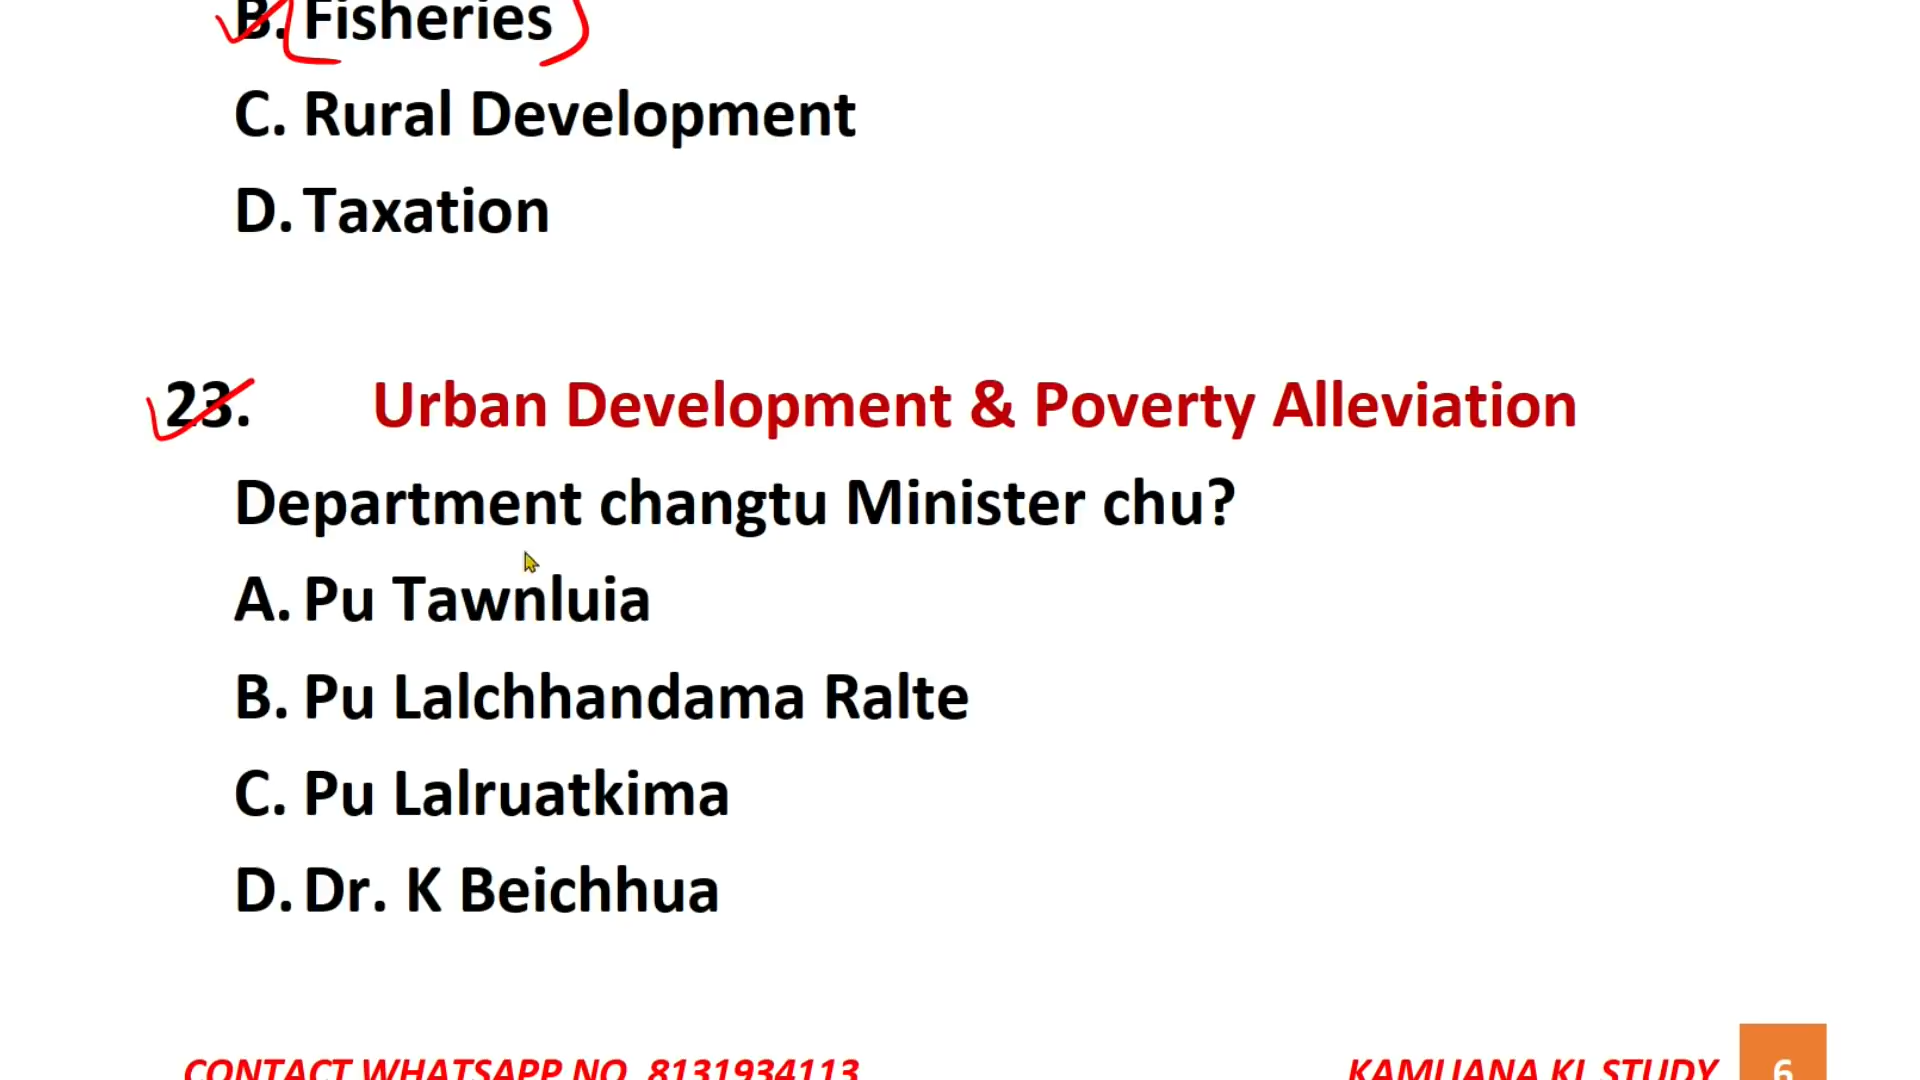 B. Fisheries
C. Rural Development
D. Taxation
23. Urban Development & Poverty Alleviation
Department changtu Minister chu?
A. Pu Tawnluia
B. Pu Lalchhandama Ralte
C. Pu Lalruatkima
D. Dr. K Beichhua
CONTACT WHATSAPP NO. 8131934113 KAMLIANA KL STUDY 6